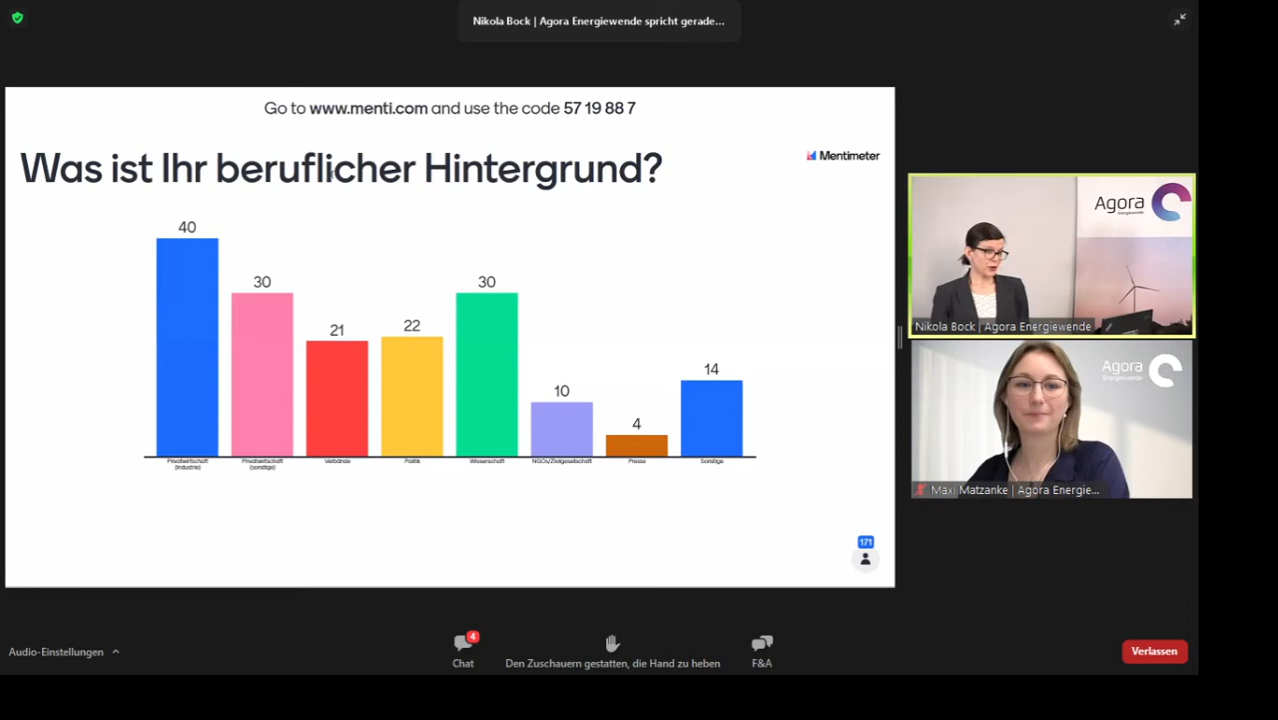 Nikola Bock | Agora Energiewende spricht gerade...
Go to www.menti.com and use the code 57 19 88 7
Was ist Ihr beruflicher Hintergrund?
Mentimeter
40
30
21
22
30
10
4
14
Privatwirtschaft
(Industrie)
Privatwirtschaft
(sonstige)
Verbände
Politik
Wissenschaft
NGOs/Zivilgesellschaft
Presse
Sonstige
171
Agora
Energiewende
Nikola Bock | Agora Energiewende
Agora
Energiewende
Maxi Matzanke | Agora Energie...
Audio-Einstellungen
4
Chat
Den Zuschauern gestatten, die Hand zu heben
F&A
Verlassen